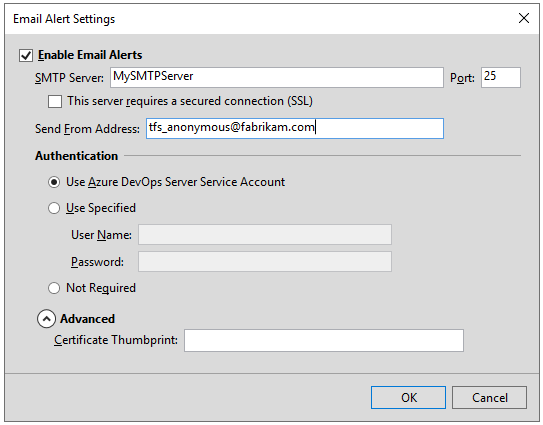 Email Alert Settings
Enable Email Alerts
SMTP Server: MySMTPServer Port: 25
This server requires a secured connection (SSL)
Send From Address: tfs_anonymous@fabrikam.com
Authentication
Use Azure DevOps Server Service Account
Use Specified
User Name:
Password:
Not Required
Advanced
Certificate Thumbprint:
OK Cancel